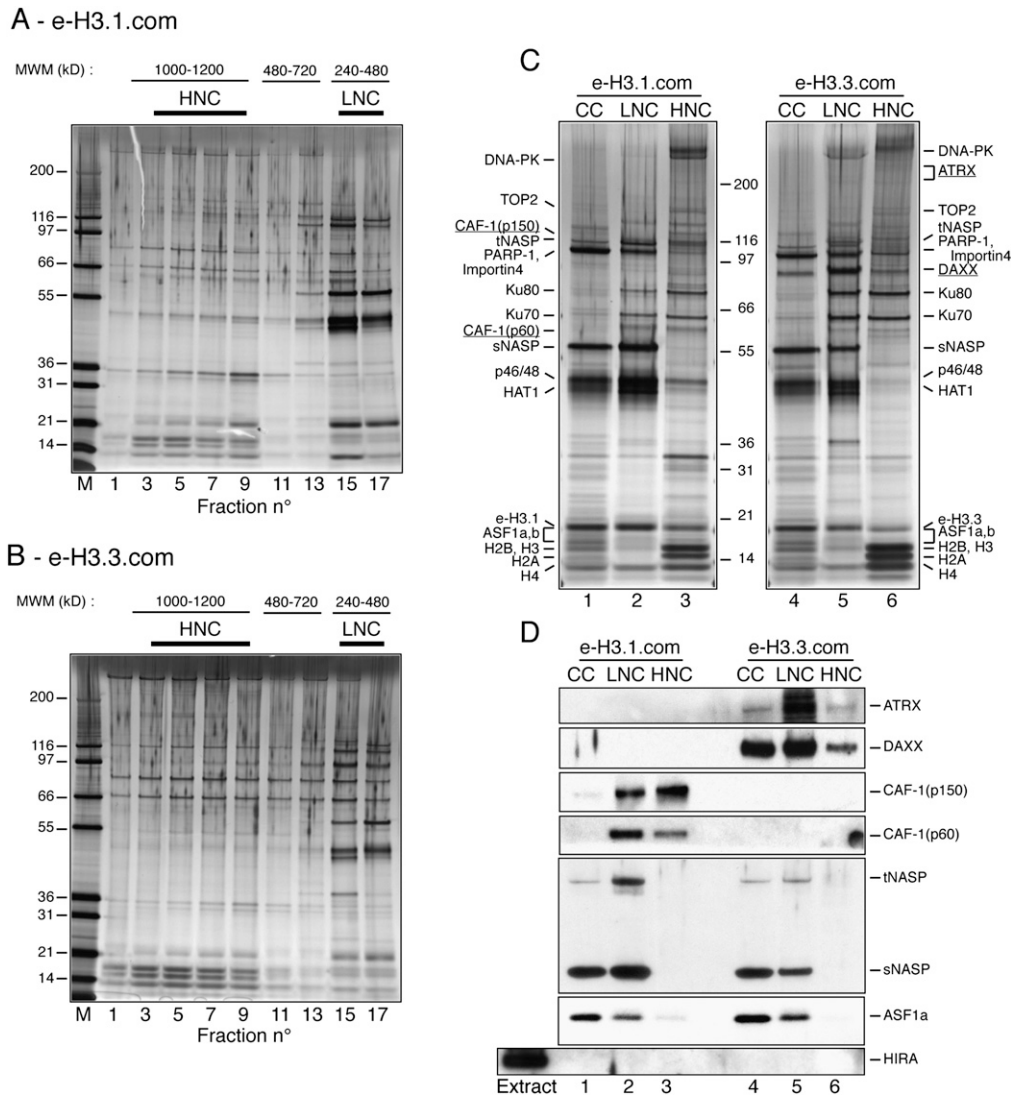 A - e-H3.1.com
MWM (kD) :
1000-1200
480-720
240-480
HNC
LNC
200
116
97
66
55
36
31
21
14
M 1 3 5 7 9 11 13 15 17
Fraction n°
B - e-H3.3.com
MWM (kD) :
1000-1200
480-720
240-480
HNC
LNC
200
116
97
66
55
36
31
21
14
M 1 3 5 7 9 11 13 15 17
Fraction n°
C
e-H3.1.com
e-H3.3.com
CC LNC HNC
CC LNC HNC
DNA-PK
TOP2
CAF-1(p150)
tNASP
PARP-1,
Importin4
Ku80
Ku70
CAF-1(p60)
sNASP
p46/48
HAT1
e-H3.1
ASF1a,b
H2B, H3
H2A
H4
200
116
97
66
55
36
31
21
14
DNA-PK
ATRX
TOP2
tNASP
PARP-1,
Importin4
DAXX
Ku80
Ku70
sNASP
p46/48
HAT1
e-H3.3
ASF1a,b
H2B, H3
H2A
H4
1 2 3 4 5 6
D
e-H3.1.com
e-H3.3.com
CC LNC HNC
CC LNC HNC
ATRX
DAXX
CAF-1(p150)
CAF-1(p60)
tNASP
sNASP
ASF1a
HIRA
Extract 1 2 3 4 5 6